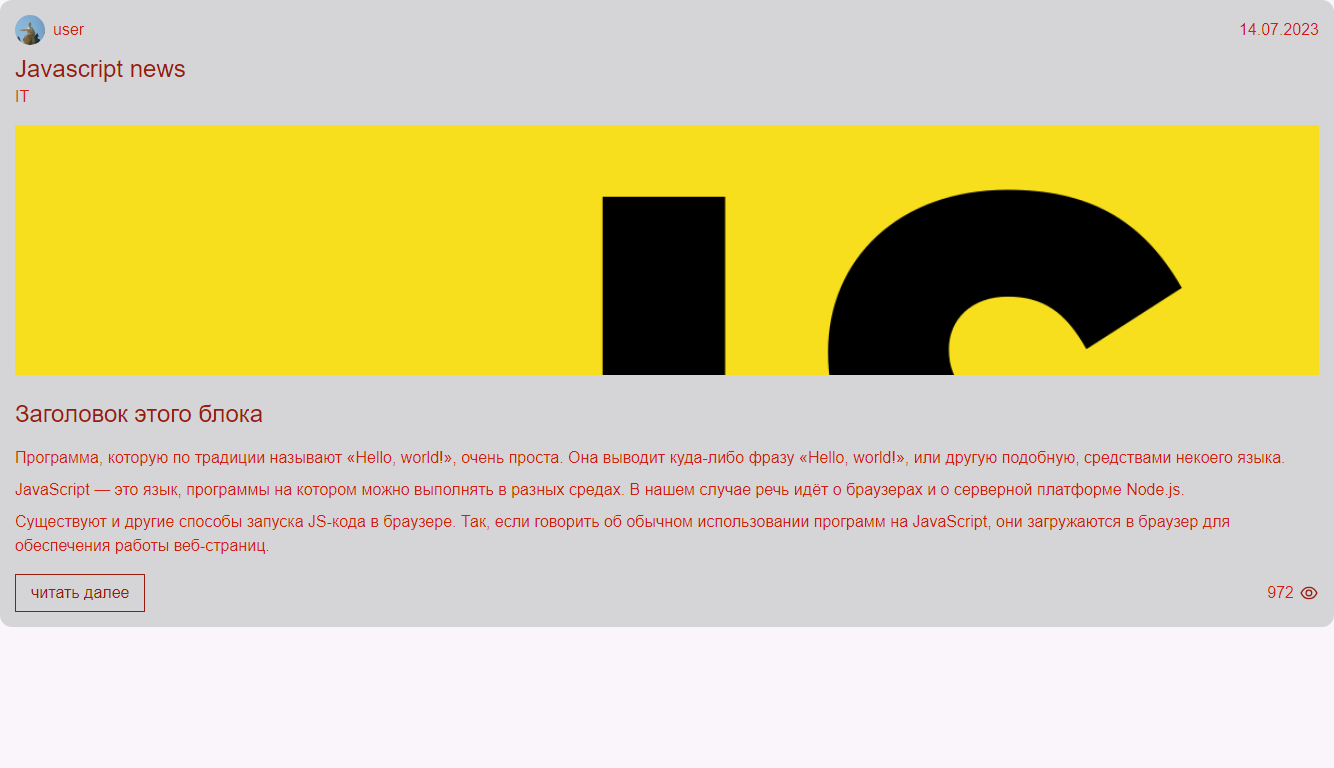 user 14.07.2023
Javascript news
IT
JS
Заголовок этого блока
Программа, которую по традиции называют «Hello, world!», очень проста. Она выводит куда-либо фразу «Hello, world!», или другую подобную, средствами некоего языка.
JavaScript — это язык, программы на котором можно выполнять в разных средах. В нашем случае речь идёт о браузерах и о серверной платформе Node.js.
Существуют и другие способы запуска JS-кода в браузере. Так, если говорить об обычном использовании программ на JavaScript, они загружаются в браузер для
обеспечения работы веб-страниц.
читать далее 972